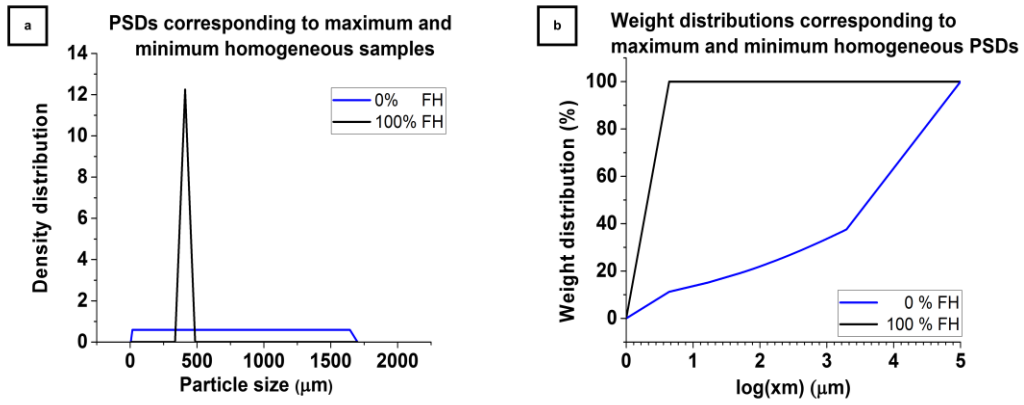 a
PSDs corresponding to maximum and
minimum homogeneous samples
14
12
10
8
6
4
2
0
Density distribution
0% FH
100% FH
0 500 1000 1500 2000
Particle size (μm)
b
Weight distributions corresponding to
maximum and minimum homogeneous PSDs
100
80
60
40
20
0
Weight distribution (%)
0 % FH
100 % FH
0 1 2 3 4 5
log(xm) (μm)